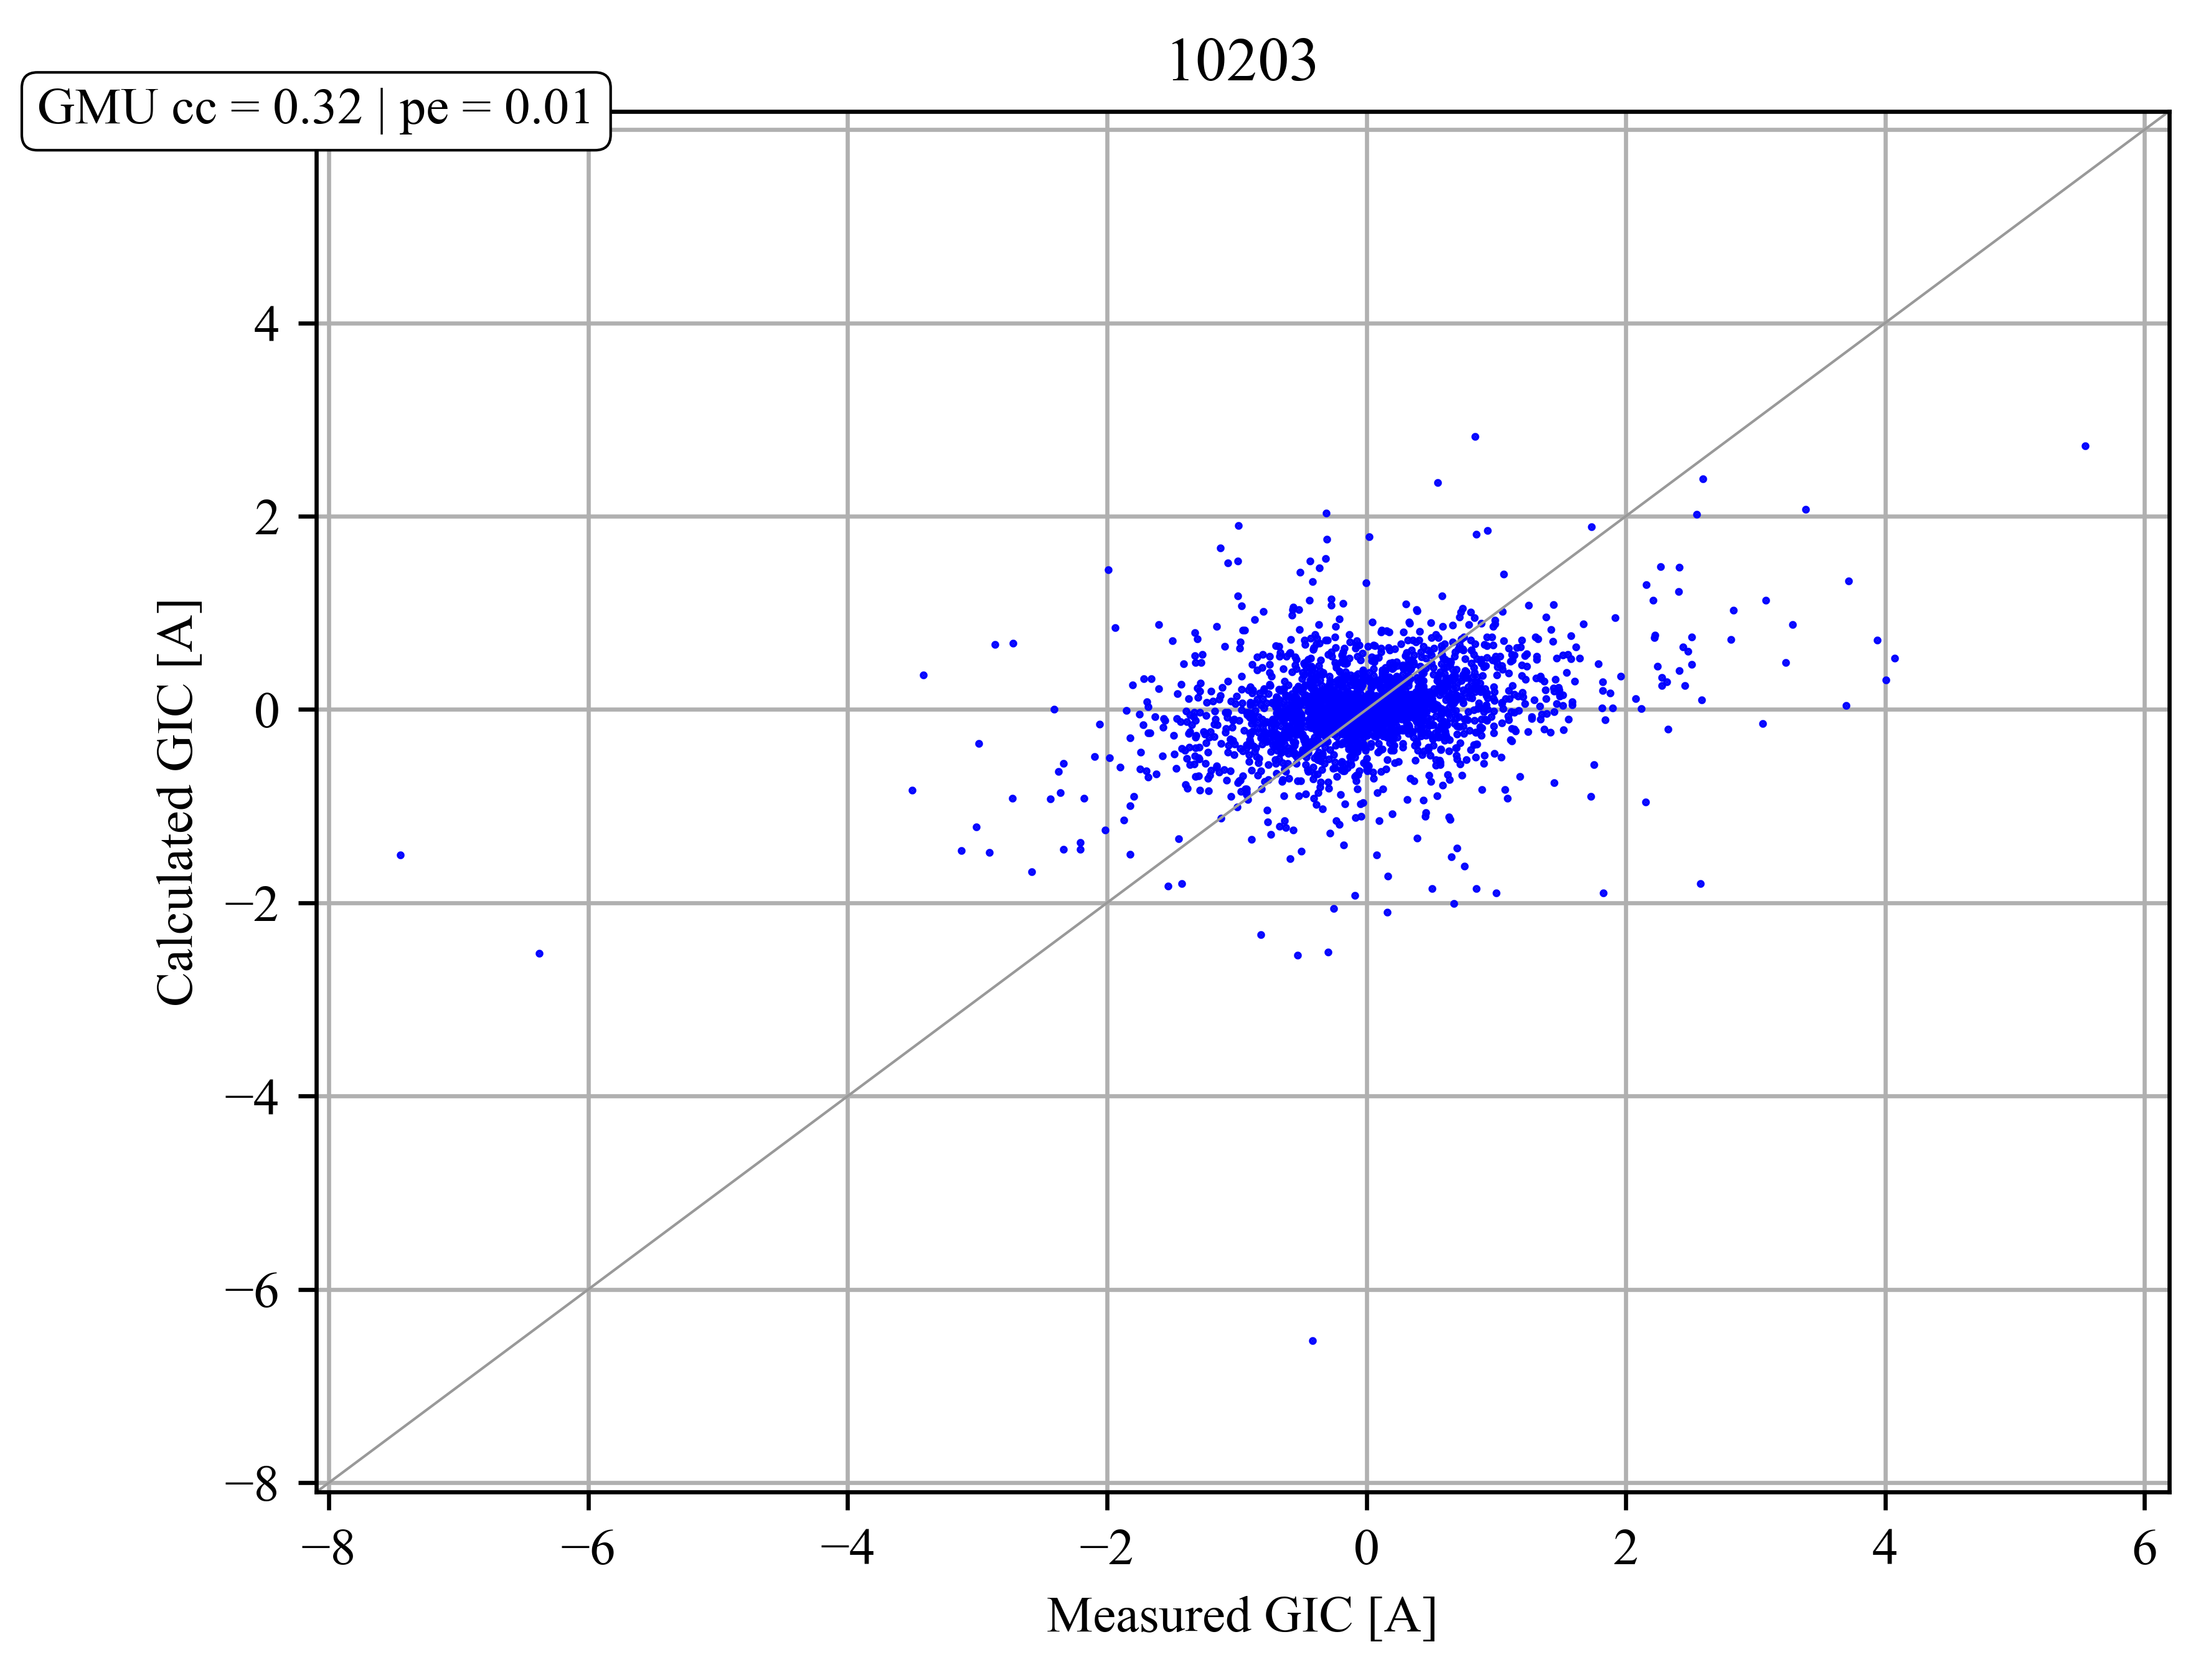 10203
GMU cc = 0.32 | pe = 0.01
Calculated GIC [A]
4
2
0
−2
−4
−6
−8
−8 −6 −4 −2 0 2 4 6
Measured GIC [A]